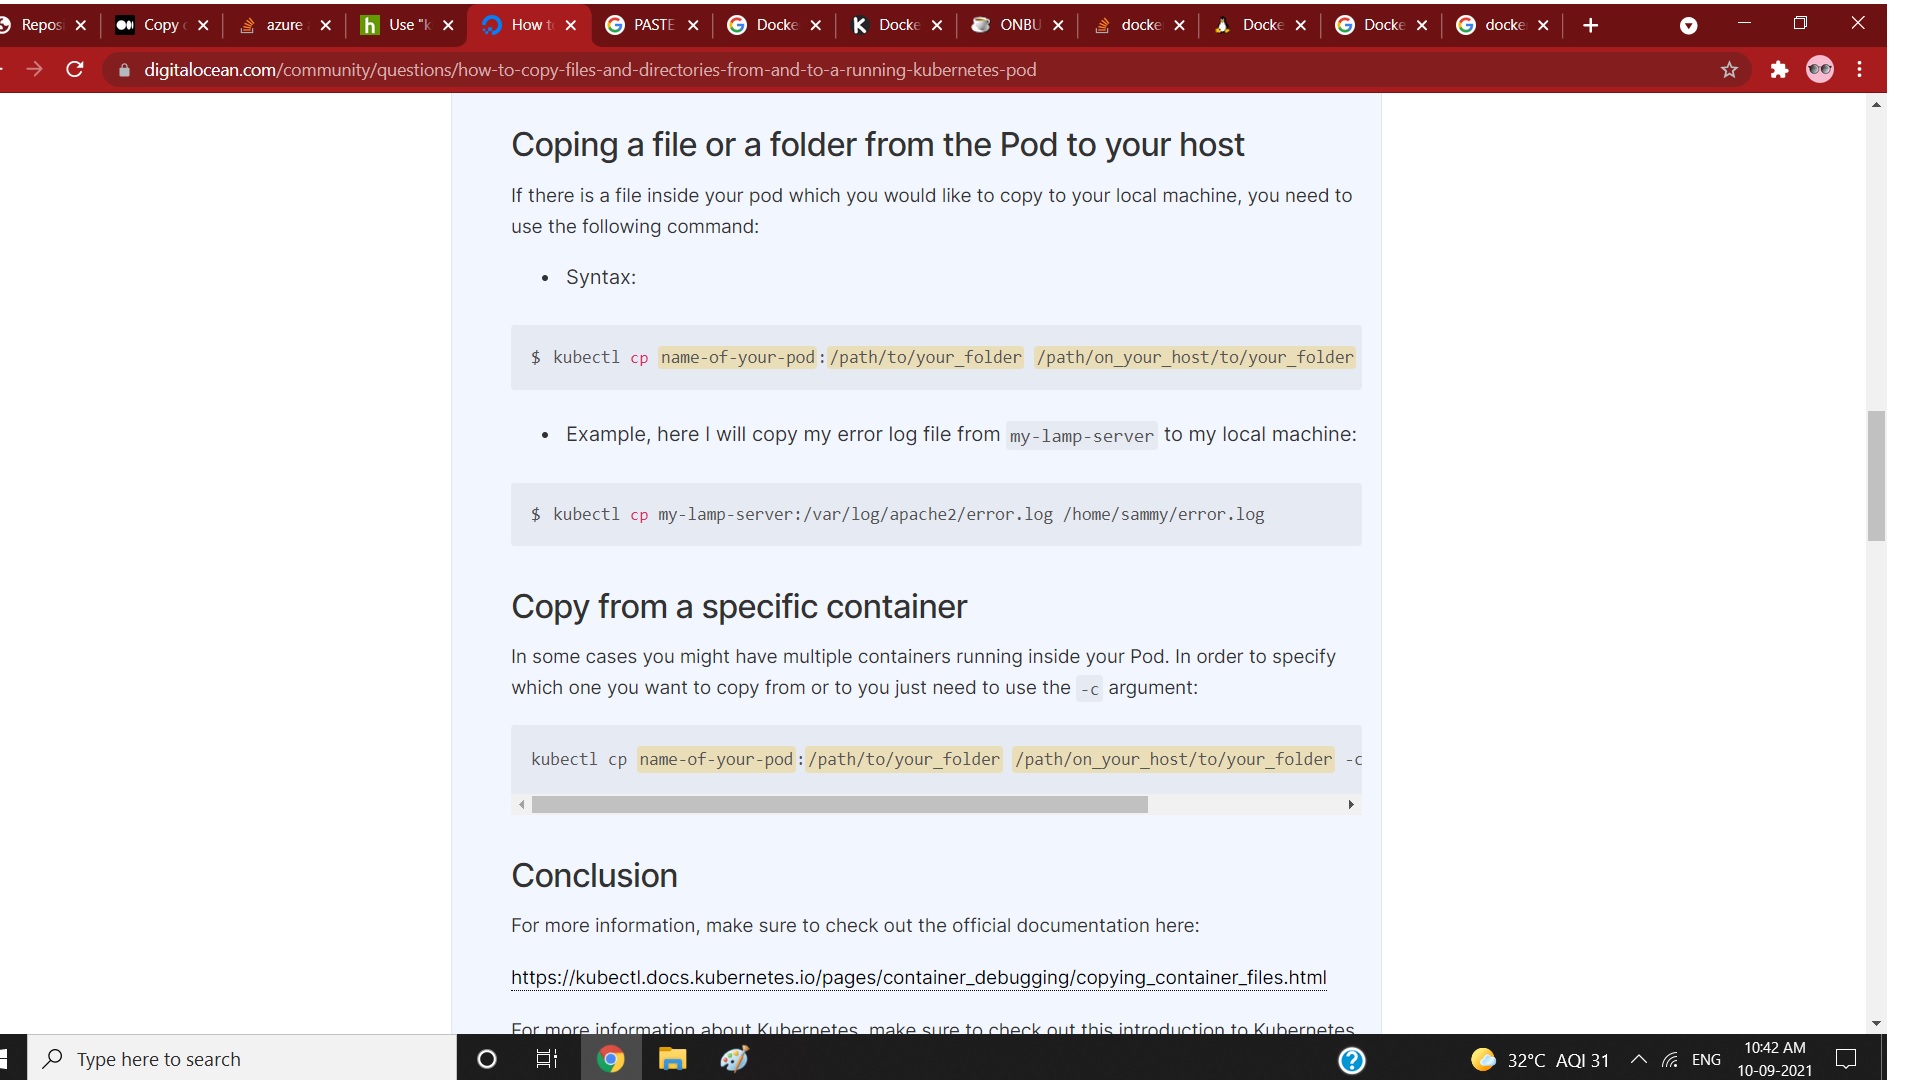 Repos
Copy
azure
Use "k
How to
PASTE
Docke
Docke
ONBU
docke
Docke
Docke
docke
digitalocean.com/community/questions/how-to-copy-files-and-directories-from-and-to-a-running-kubernetes-pod
Coping a file or a folder from the Pod to your host
If there is a file inside your pod which you would like to copy to your local machine, you need to
use the following command:
• Syntax:
$ kubectl cp name-of-your-pod:/path/to/your_folder /path/on_your_host/to/your_folder
• Example, here I will copy my error log file from my-lamp-server to my local machine:
$ kubectl cp my-lamp-server:/var/log/apache2/error.log /home/sammy/error.log
Copy from a specific container
In some cases you might have multiple containers running inside your Pod. In order to specify
which one you want to copy from or to you just need to use the -c argument:
kubectl cp name-of-your-pod:/path/to/your_folder /path/on_your_host/to/your_folder -c
Conclusion
For more information, make sure to check out the official documentation here:
https://kubectl.docs.kubernetes.io/pages/container_debugging/copying_container_files.html
For more information about Kubernetes, make sure to check out this introduction to Kubernetes
Type here to search
32°C AQI 31
ENG
10:42 AM
10-09-2021